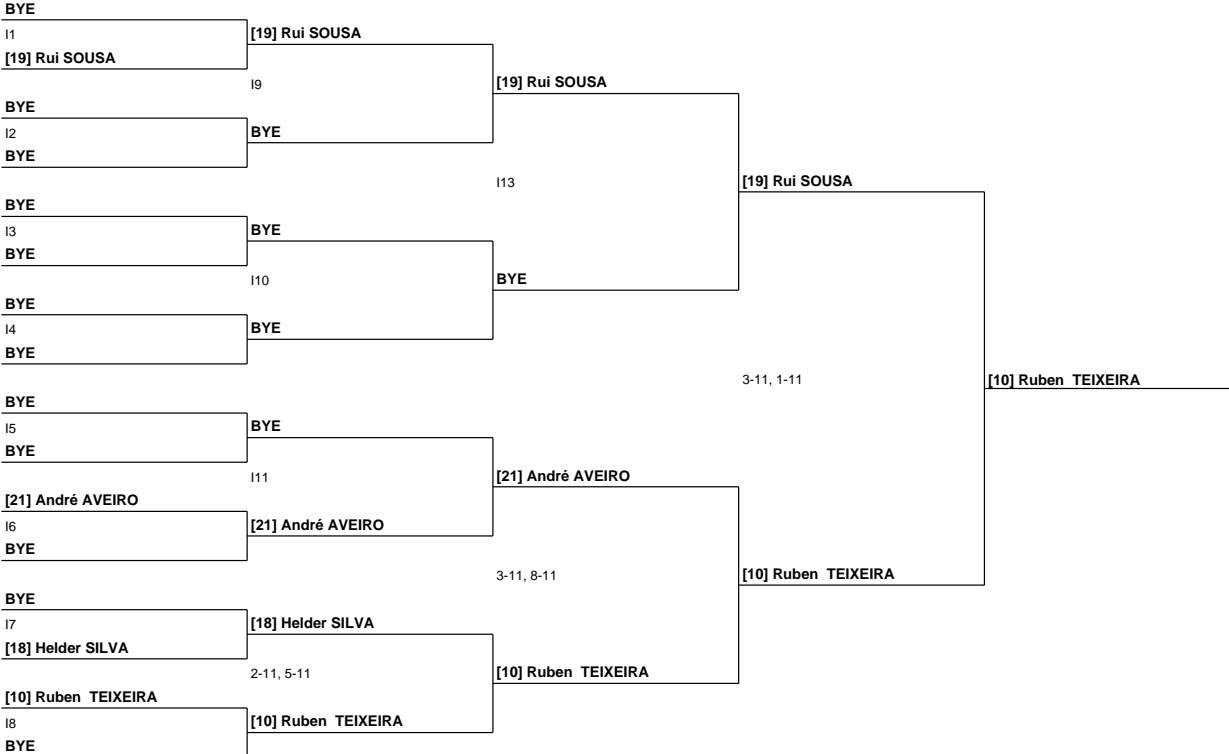 BYE
I1
[19] Rui SOUSA
[19] Rui SOUSA
I9
[19] Rui SOUSA
BYE
I2
BYE
BYE
I13
[19] Rui SOUSA
BYE
I3
BYE
BYE
I10
BYE
BYE
I4
BYE
BYE
3-11, 1-11
[10] Ruben  TEIXEIRA
BYE
I5
BYE
BYE
I11
[21] André AVEIRO
[21] André AVEIRO
I6
BYE
[21] André AVEIRO
3-11, 8-11
[10] Ruben  TEIXEIRA
BYE
I7
[18] Helder SILVA
[18] Helder SILVA
2-11, 5-11
[10] Ruben  TEIXEIRA
[10] Ruben  TEIXEIRA
I8
BYE
[10] Ruben  TEIXEIRA